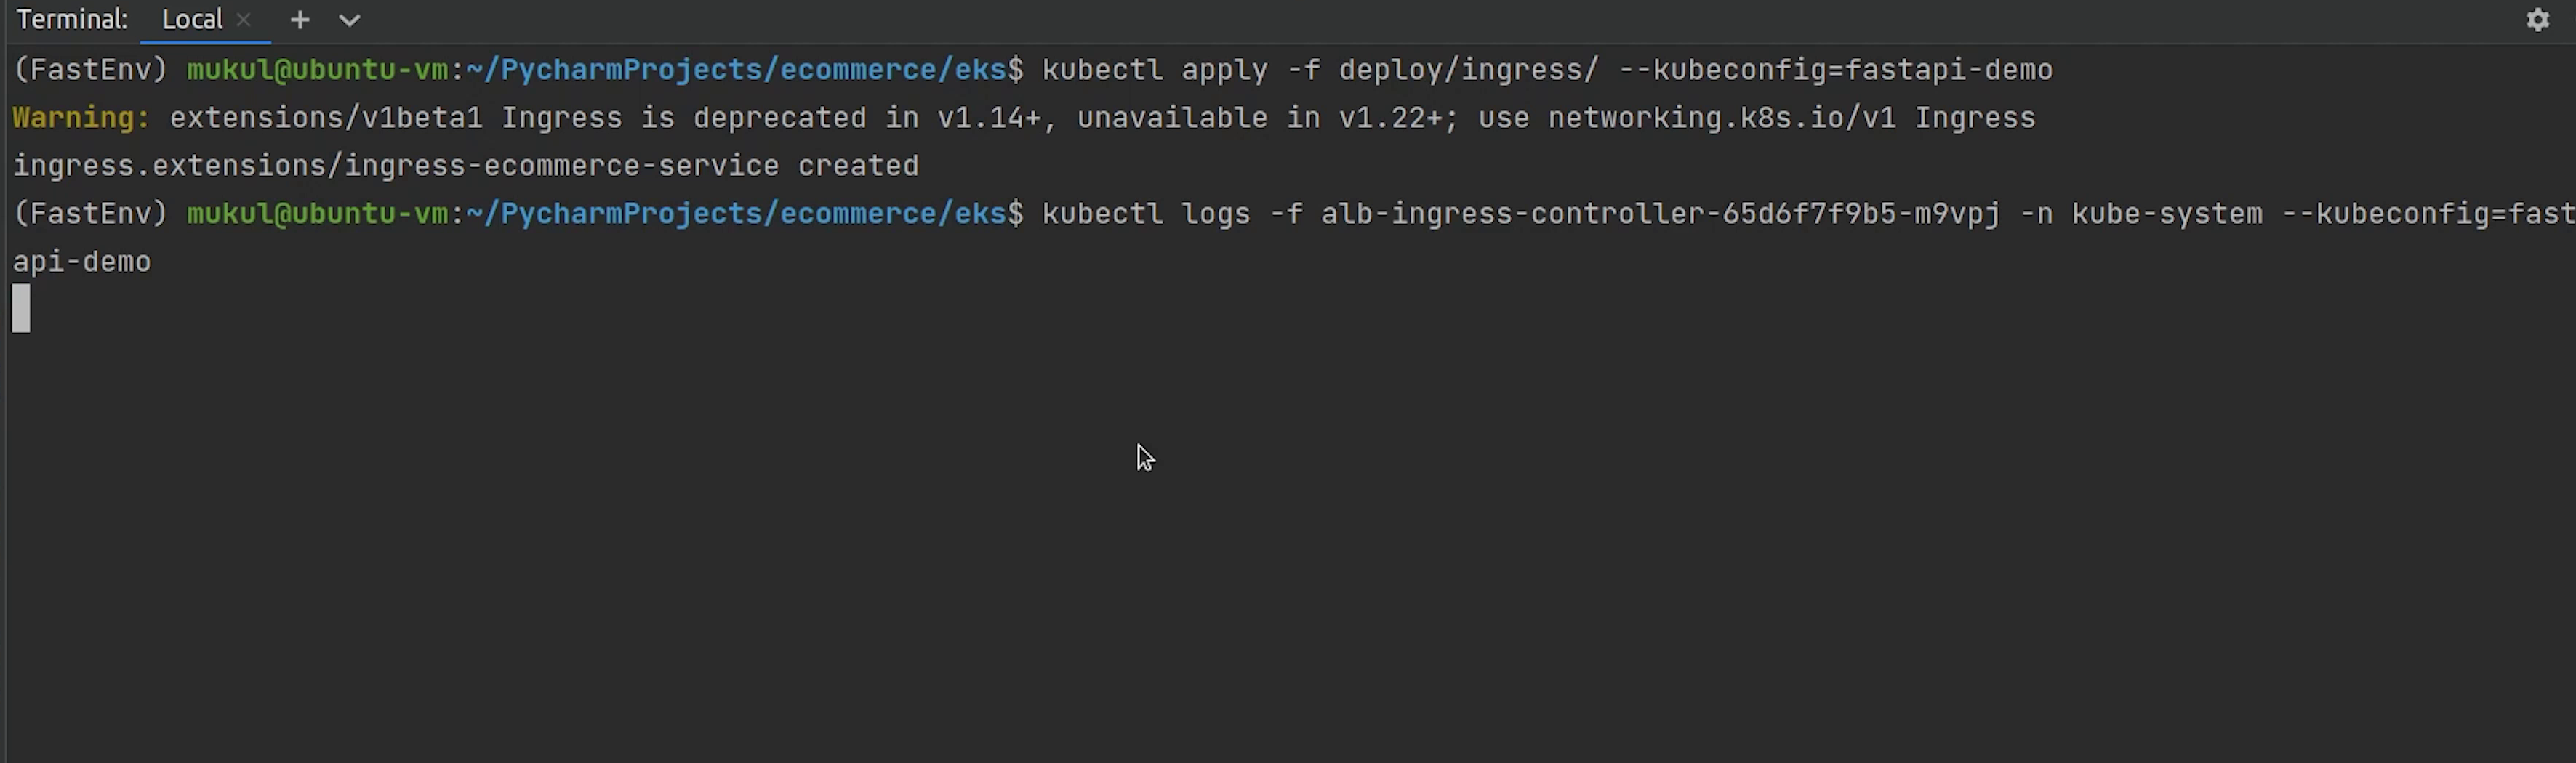 Terminal: Local
(FastEnv) mukul@ubuntu-vm:~/PycharmProjects/ecommerce/eks$ kubectl apply -f deploy/ingress/ --kubeconfig=fastapi-demo
Warning: extensions/v1beta1 Ingress is deprecated in v1.14+, unavailable in v1.22+; use networking.k8s.io/v1 Ingress
ingress.extensions/ingress-ecommerce-service created
(FastEnv) mukul@ubuntu-vm:~/PycharmProjects/ecommerce/eks$ kubectl logs -f alb-ingress-controller-65d6f7f9b5-m9vpj -n kube-system --kubeconfig=fast
api-demo